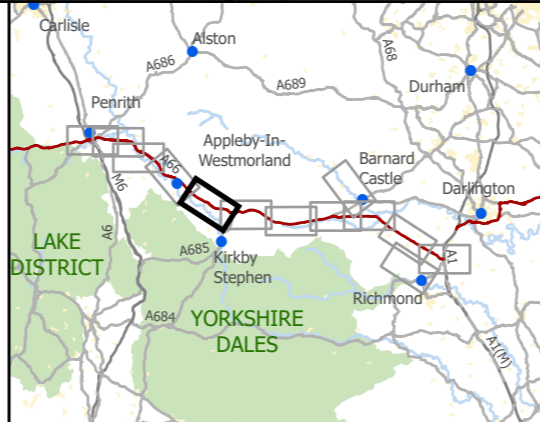 Carlisle
Alston
A68
A686
A689
Durham
Penrith
Appleby-In-
Westmorland
A66
Barnard
Castle
Darlington
M6
A6
LAKE
DISTRICT
A685
Kirkby
Stephen
A1
Richmond
A684
YORKSHIRE
DALES
A1(M)